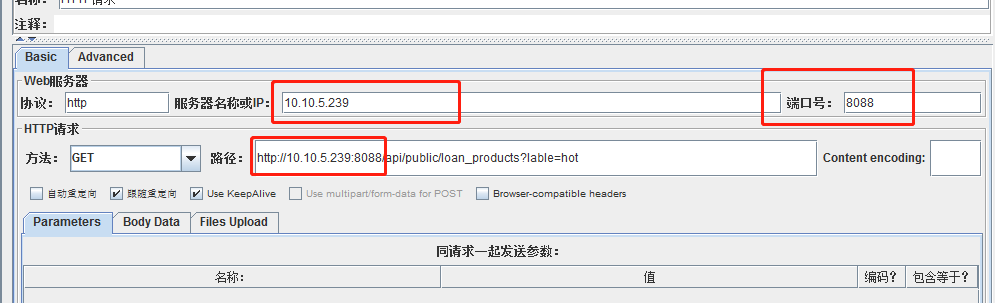 名称： HTTP请求
注释：
Basic Advanced
Web服务器
协议： http 服务器名称或IP： 10.10.5.239 端口号： 8088
HTTP请求
方法： GET 路径： http://10.10.5.239:8088/api/public/loan_products?lable=hot Content encoding:
自动重定向 跟随重定向 Use KeepAlive Use multipart/form-data for POST Browser-compatible headers
Parameters Body Data Files Upload
同请求一起发送参数：
名称： 值 编码？ 包含等于？